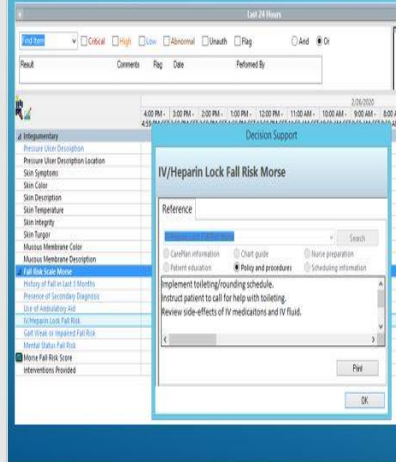 Last 24 Hours
Find Item Critical High Low Abnormal Unauth Flag And Or
Result Comments Flag Date Performed By
2/26/2020
4:00 PM - 3:00 PM - 2:00 PM - 1:00 PM - 12:00 PM - 11:00 AM - 10:00 AM - 9:00 AM - 8:00 A
Integumentary
Pressure Ulcer Description
Pressure Ulcer Description Location
Skin Symptoms
Skin Color
Skin Description
Skin Temperature
Skin Integrity
Skin Turgor
Mucous Membrane Color
Mucous Membrane Description
Fall Risk Scale Morse
History of Fall in Last 3 Months
Presence of Secondary Diagnosis
Use of Ambulatory Aid
IV/Heparin Lock Fall Risk
Gait Weak or Impaired Fall Risk
Mental Status Fall Risk
Morse Fall Risk Score
Interventions Provided
Decision Support
IV/Heparin Lock Fall Risk Morse
Reference
Search
CarePlan information Chart guide Nurse preparation
Patient education Policy and procedures Scheduling information
Implement toileting/rounding schedule.
Instruct patient to call for help with toileting.
Review side-effects of IV medicaitons and IV fluid.
Print
OK